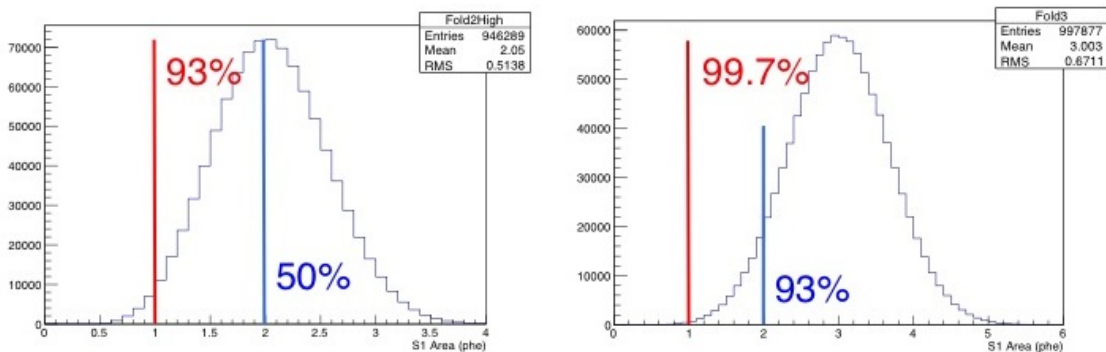 Fold2High
Entries 946289
Mean 2.05
RMS 0.5138
93%
50%
70000
60000
50000
40000
30000
20000
10000
0
0 0.5 1 1.5 2 2.5 3 3.5 4
S1 Area (phe)
Fold3
Entries 997877
Mean 3.003
RMS 0.6711
99.7%
93%
60000
50000
40000
30000
20000
10000
0
0 1 2 3 4 5 6
S1 Area (phe)